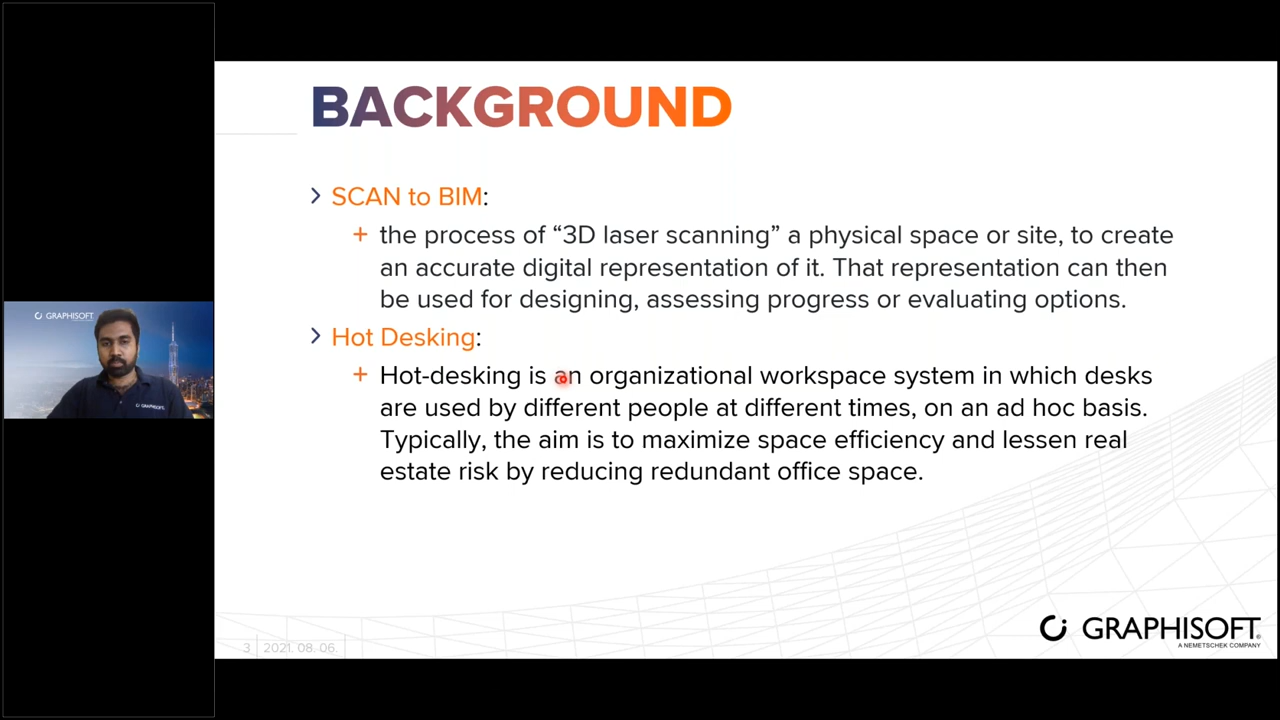 BACKGROUND
SCAN to BIM:
+ the process of “3D laser scanning” a physical space or site, to create
an accurate digital representation of it. That representation can then
be used for designing, assessing progress or evaluating options.
Hot Desking:
+ Hot-desking is an organizational workspace system in which desks
are used by different people at different times, on an ad hoc basis.
Typically, the aim is to maximize space efficiency and lessen real
estate risk by reducing redundant office space.
GRAPHISOFT
GRAPHISOFT
3 | 2021. 08. 06.
GRAPHISOFT
A NEMETSCHEK COMPANY